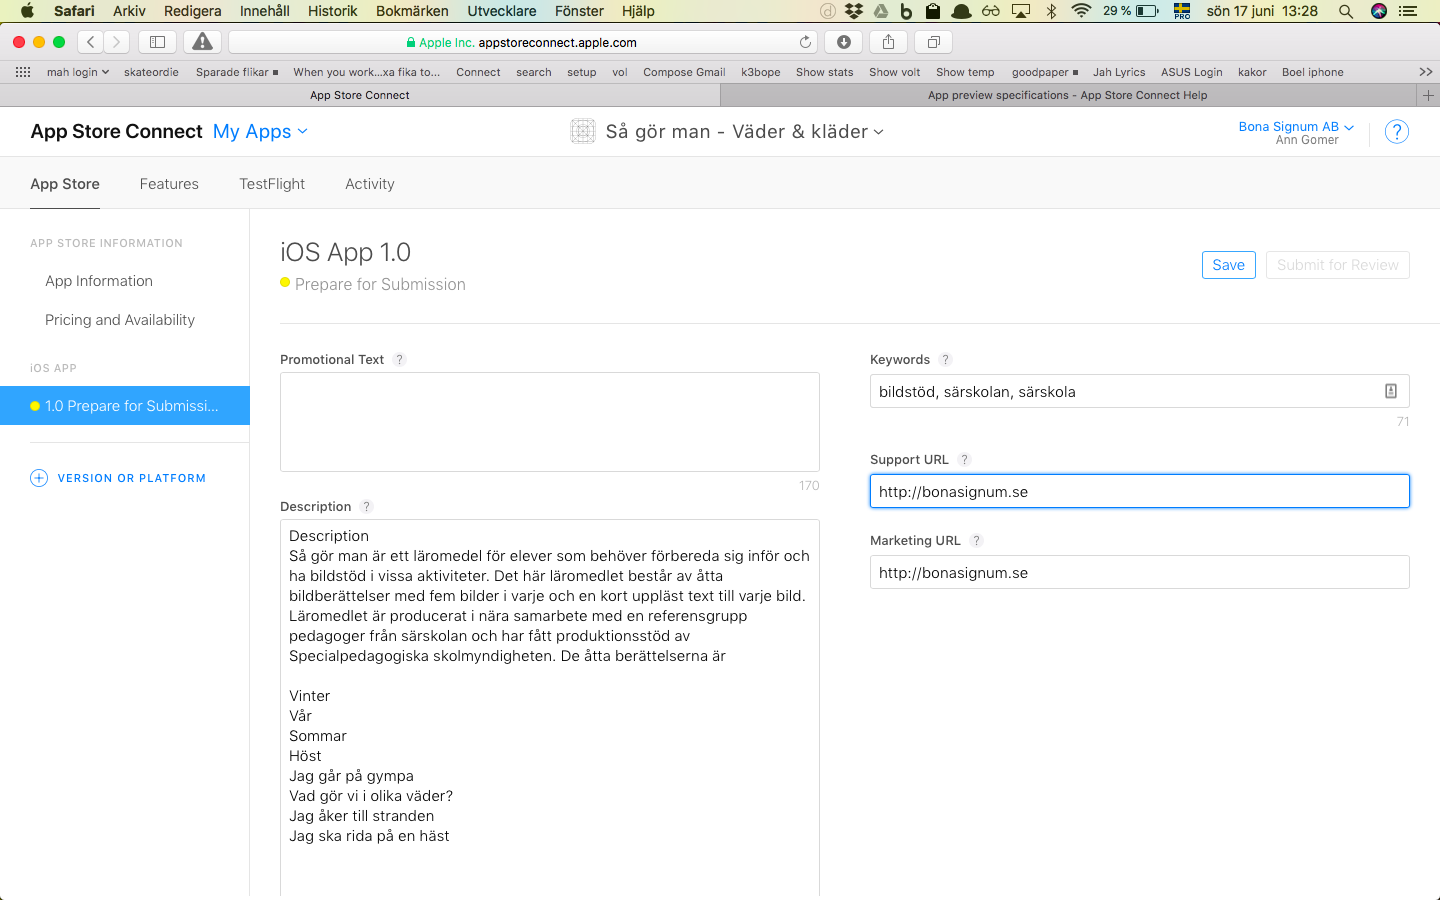 Safari Arkiv Redigera Innehåll Historik Bokmärken Utvecklare Fönster Hjälp 29 % PRO sön 17 juni 13:28
Apple Inc. appstoreconnect.apple.com
mah login skateordie Sparade flikar When you work...xa fika to... Connect search setup vol Compose Gmail k3bope Show stats Show volt Show temp goodpaper Jah Lyrics ASUS Login kakor Boel iphone
App Store Connect App preview specifications - App Store Connect Help
App Store Connect My Apps Så gör man - Väder & kläder Bona Signum AB ?
Ann Gomer
App Store Features TestFlight Activity
APP STORE INFORMATION
App Information
Pricing and Availability
iOS APP
1.0 Prepare for Submissi...
VERSION OR PLATFORM
iOS App 1.0
Prepare for Submission
Save Submit for Review
Promotional Text ?
170
Description ?
Description
Så gör man är ett läromedel för elever som behöver förbereda sig inför och
ha bildstöd i vissa aktiviteter. Det här läromedlet består av åtta
bildberättelser med fem bilder i varje och en kort uppläst text till varje bild.
Läromedlet är producerat i nära samarbete med en referensgrupp
pedagoger från särskolan och har fått produktionsstöd av
Specialpedagogiska skolmyndigheten. De åtta berättelserna är
Vinter
Vår
Sommar
Höst
Jag går på gympa
Vad gör vi i olika väder?
Jag åker till stranden
Jag ska rida på en häst
Keywords ?
bildstöd, särskolan, särskola
71
Support URL ?
http://bonasignum.se
Marketing URL ?
http://bonasignum.se